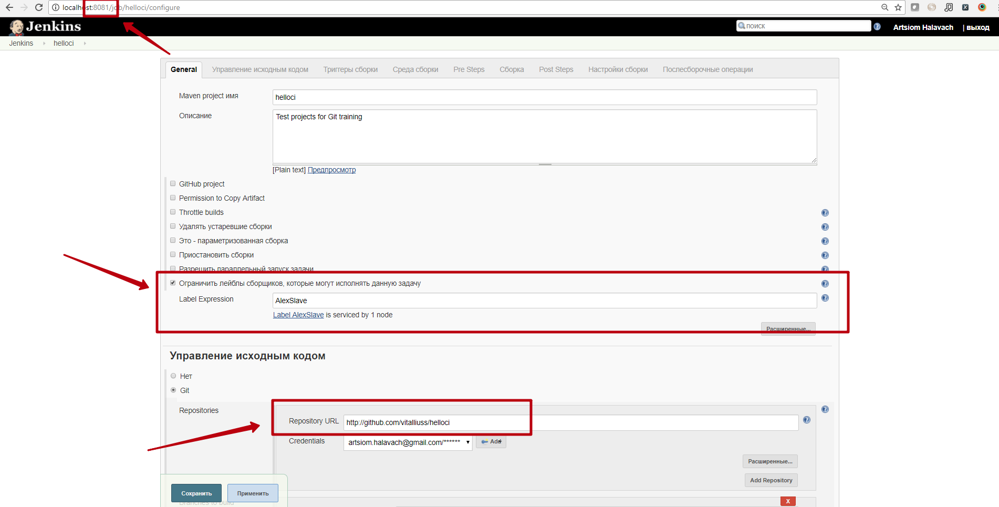 localhost:8081/job/helloci/configure
Jenkins
поиск
Artsiom Halavach | выход
Jenkins helloci
General Управление исходным кодом Триггеры сборки Среда сборки Pre Steps Сборка Post Steps Настройки сборки Послесборочные операции
Maven project имя helloci
Описание Test projects for Git training
[Plain text] Предпросмотр
GitHub project
Permission to Copy Artifact
Throttle builds
Удалять устаревшие сборки
Это - параметризованная сборка
Приостановить сборки
Разрешить параллельный запуск задачи
Ограничить лейблы сборщиков, которые могут исполнять данную задачу
Label Expression AlexSlave
Label AlexSlave is serviced by 1 node
Расширенные...
Управление исходным кодом
Нет
Git
Repositories
Repository URL http://github.com/vitalliuss/helloci
Credentials artsiom.halavach@gmail.com/****** Add
Расширенные...
Add Repository
Сохранить Применить
Branches to build X